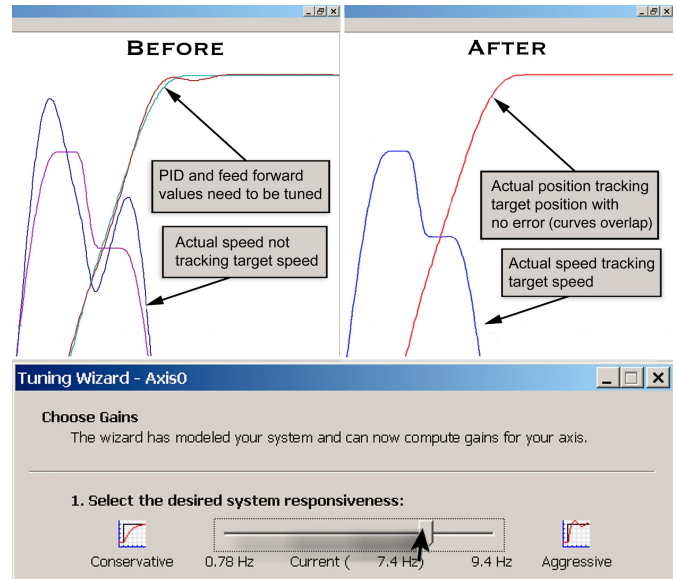 BEFORE
AFTER
PID and feed forward
values need to be tuned
Actual speed not
tracking target speed
Actual position tracking
target position with
no error (curves overlap)
Actual speed tracking
target speed
Tuning Wizard - Axis0
Choose Gains
The wizard has modeled your system and can now compute gains for your axis.
1. Select the desired system responsiveness:
Conservative 0.78 Hz Current ( 7.4 Hz) 9.4 Hz Aggressive